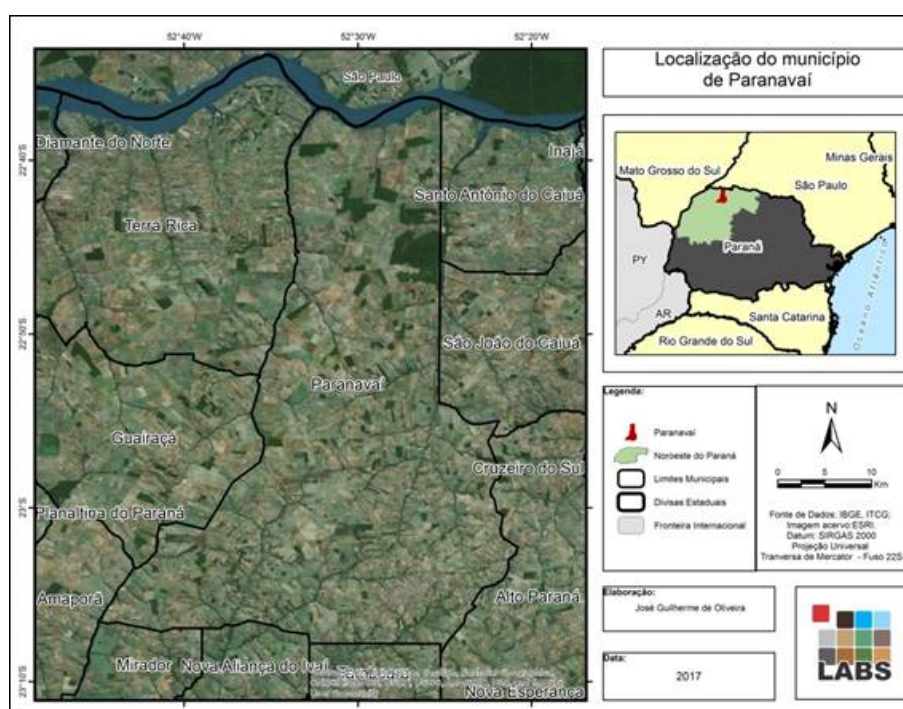 52°40'W
52°30'W
52°20'W
22°40'S
22°50'S
23°S
23°10'S
São Paulo
Diamante do Norte
Inajá
Santo Antônio do Caiuá
Terra Rica
São João do Caiuá
Paranavaí
Guairaçá
Cruzeiro do Sul
Planaltina do Paraná
Amaporã
Alto Paraná
Mirador
Nova Aliança do Ivaí
Nova Esperança
Localização do município
de Paranavaí
Mato Grosso do Sul
Minas Gerais
São Paulo
Paraná
PY
AR
Santa Catarina
Rio Grande do Sul
Oceano Atlântico
Legenda:
Paranavaí
Noroeste do Paraná
Limites Municipais
Divisas Estaduais
Fronteira Internacional
N
0 5 10
Km
Fonte de Dados: IBGE, ITCG;
Imagem acervo:ESRI.
Datum: SIRGAS 2000
Projeção Universal
Tranversa de Mercator - Fuso 22S
Elaboração:
José Guilherme de Oliveira
Data:
2017
LABS